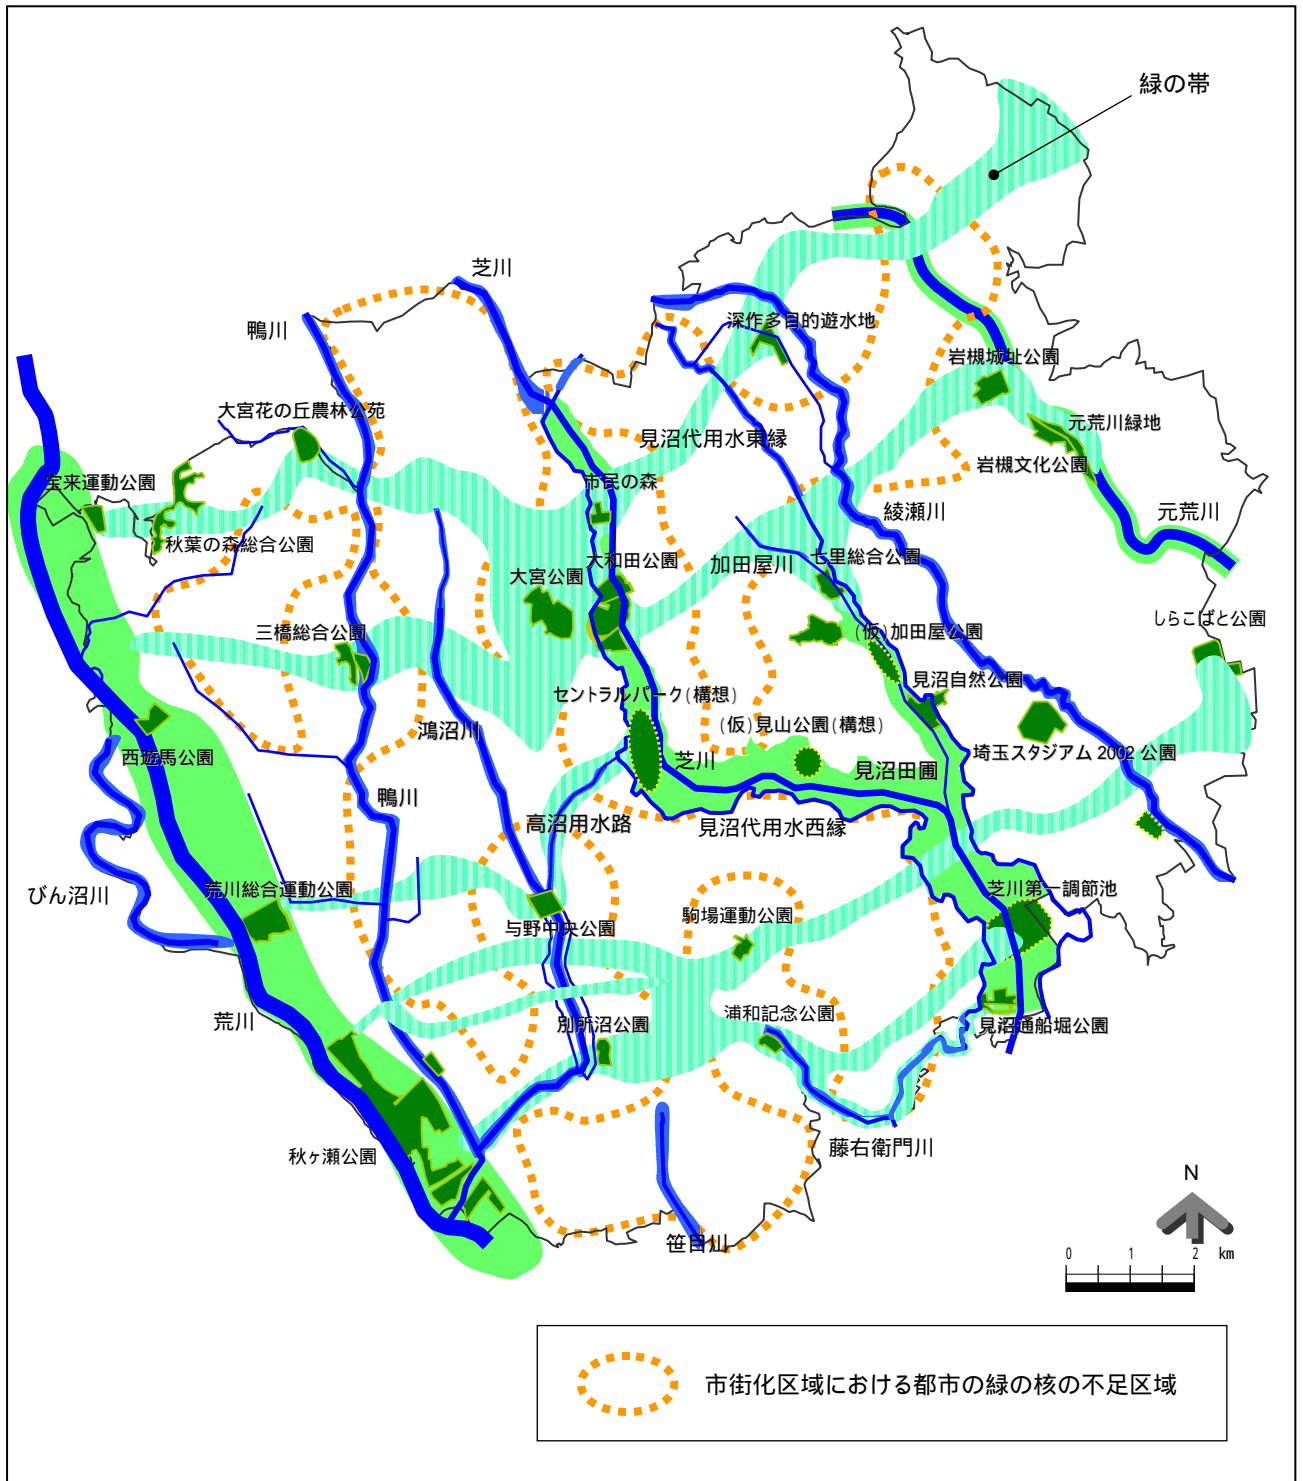 緑の帯
芝川
鴨川
深作多目的遊水地
岩槻城址公園
大宮花の丘農林公苑
元荒川緑地
見沼代用水東縁
岩槻文化公園
宝来運動公園
市民の森
綾瀬川
元荒川
秋葉の森総合公園
大宮公園
大和田公園
加田屋川
七里総合公園
しらこばと公園
三橋総合公園
(仮)加田屋公園
見沼自然公園
セントラルパーク(構想)
(仮)見山公園(構想)
鴻沼川
西遊馬公園
芝川
見沼田圃
埼玉スタジアム2002公園
鴨川
高沼用水路
見沼代用水西縁
びん沼川
荒川総合運動公園
芝川第一調節池
与野中央公園
駒場運動公園
荒川
別所沼公園
浦和記念公園
見沼通船堀公園
秋ヶ瀬公園
藤右衛門川
笹目川
N
0 1 2 km
市街化区域における都市の緑の核の不足区域